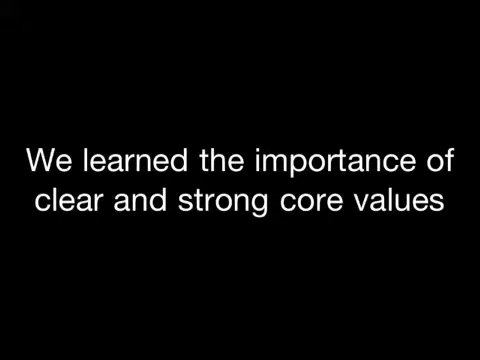 We learned the importance of
clear and strong core values